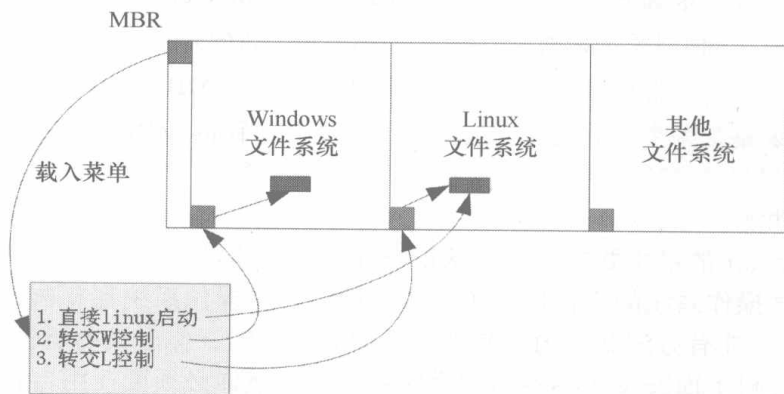 MBR
Windows
文件系统
Linux
文件系统
其他
文件系统
载入菜单
1. 直接linux启动
2. 转交W控制
3. 转交L控制